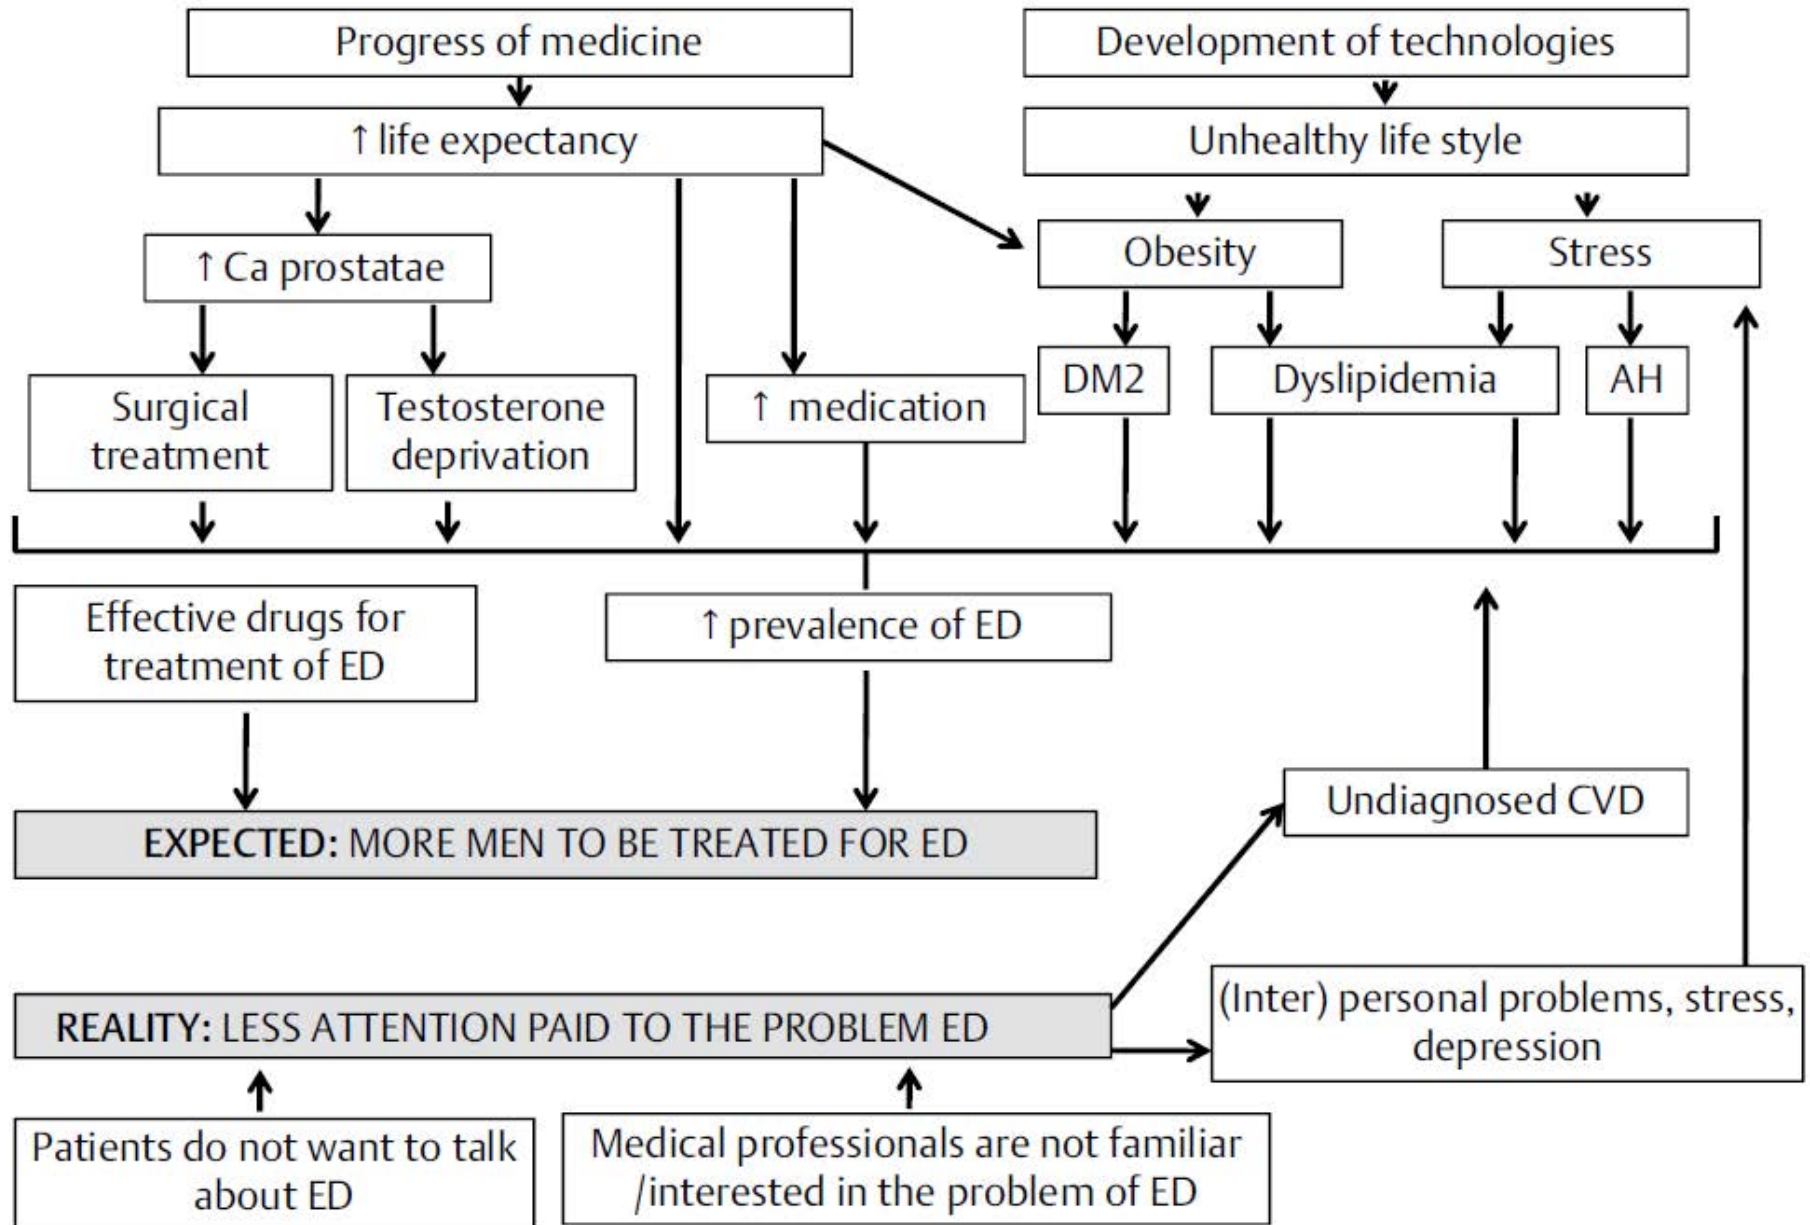 Progress of medicine
Development of technologies
↑ life expectancy
Unhealthy life style
↑ Ca prostatae
Obesity
Stress
Surgical
treatment
Testosterone
deprivation
↑ medication
DM2
Dyslipidemia
AH
Effective drugs for
treatment of ED
↑ prevalence of ED
Undiagnosed CVD
EXPECTED: MORE MEN TO BE TREATED FOR ED
REALITY: LESS ATTENTION PAID TO THE PROBLEM ED
(Inter) personal problems, stress,
depression
Patients do not want to talk
about ED
Medical professionals are not familiar
/interested in the problem of ED